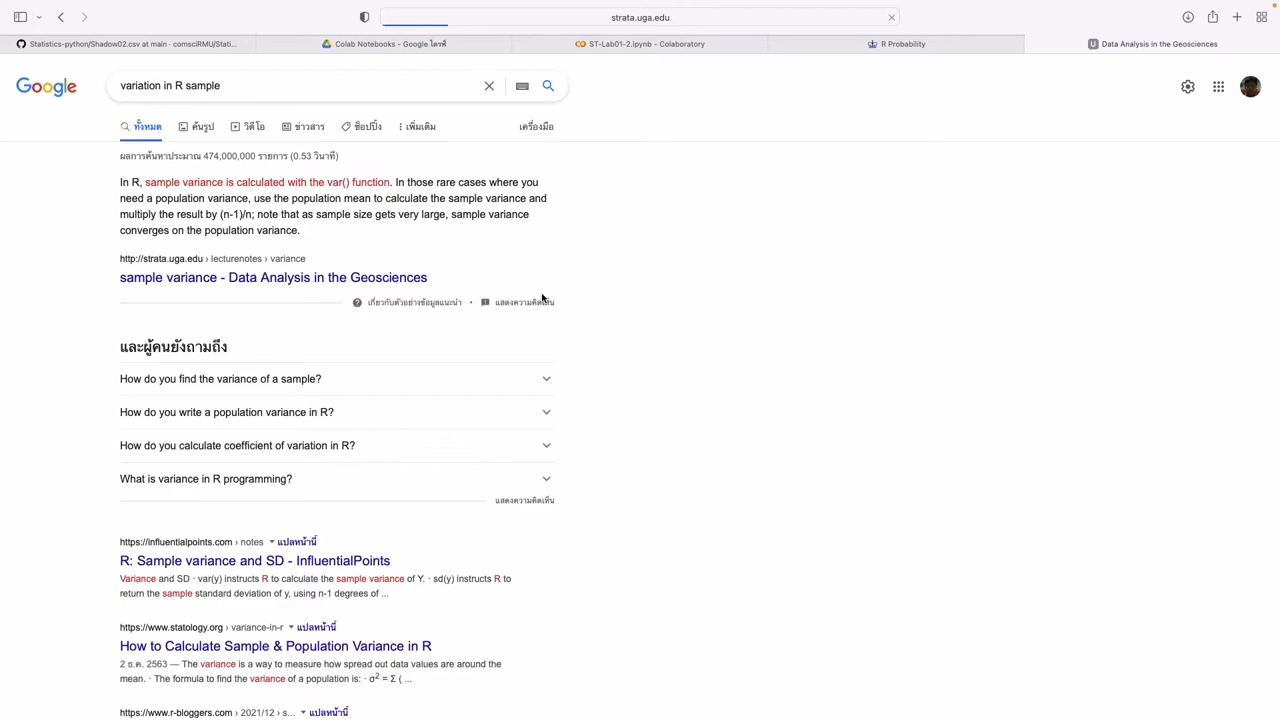 strata.uga.edu
Statistics-python/Shadow02.csv at main · comsciRMU/Stati...
Colab Notebooks - Google ไดรฟ์
ST-Lab01-2.ipynb - Colaboratory
R Probability
Data Analysis in the Geosciences
Google
variation in R sample
ทั้งหมด
ค้นรูป
วิดีโอ
ข่าวสาร
ช็อปปิ้ง
เพิ่มเติม
เครื่องมือ
ผลการค้นหาประมาณ 474,000,000 รายการ (0.53 วินาที)
In R, sample variance is calculated with the var() function. In those rare cases where you
need a population variance, use the population mean to calculate the sample variance and
multiply the result by (n-1)/n; note that as sample size gets very large, sample variance
converges on the population variance.
http://strata.uga.edu › lecturenotes › variance
sample variance - Data Analysis in the Geosciences
เกี่ยวกับตัวอย่างข้อมูลแนะนำ • แสดงความคิดเห็น
และผู้คนยังถามถึง
How do you find the variance of a sample?
How do you write a population variance in R?
How do you calculate coefficient of variation in R?
What is variance in R programming?
แสดงความคิดเห็น
https://influentialpoints.com › notes ▾ แปลหน้านี้
R: Sample variance and SD - InfluentialPoints
Variance and SD · var(y) instructs R to calculate the sample variance of Y. · sd(y) instructs R to
return the sample standard deviation of y, using n-1 degrees of ...
https://www.statology.org › variance-in-r ▾ แปลหน้านี้
How to Calculate Sample & Population Variance in R
2 ธ.ค. 2563 — The variance is a way to measure how spread out data values are around the
mean. · The formula to find the variance of a population is: · σ2 = Σ ( ...
https://www.r-bloggers.com › 2021/12 › s... ▾ แปลหน้านี้